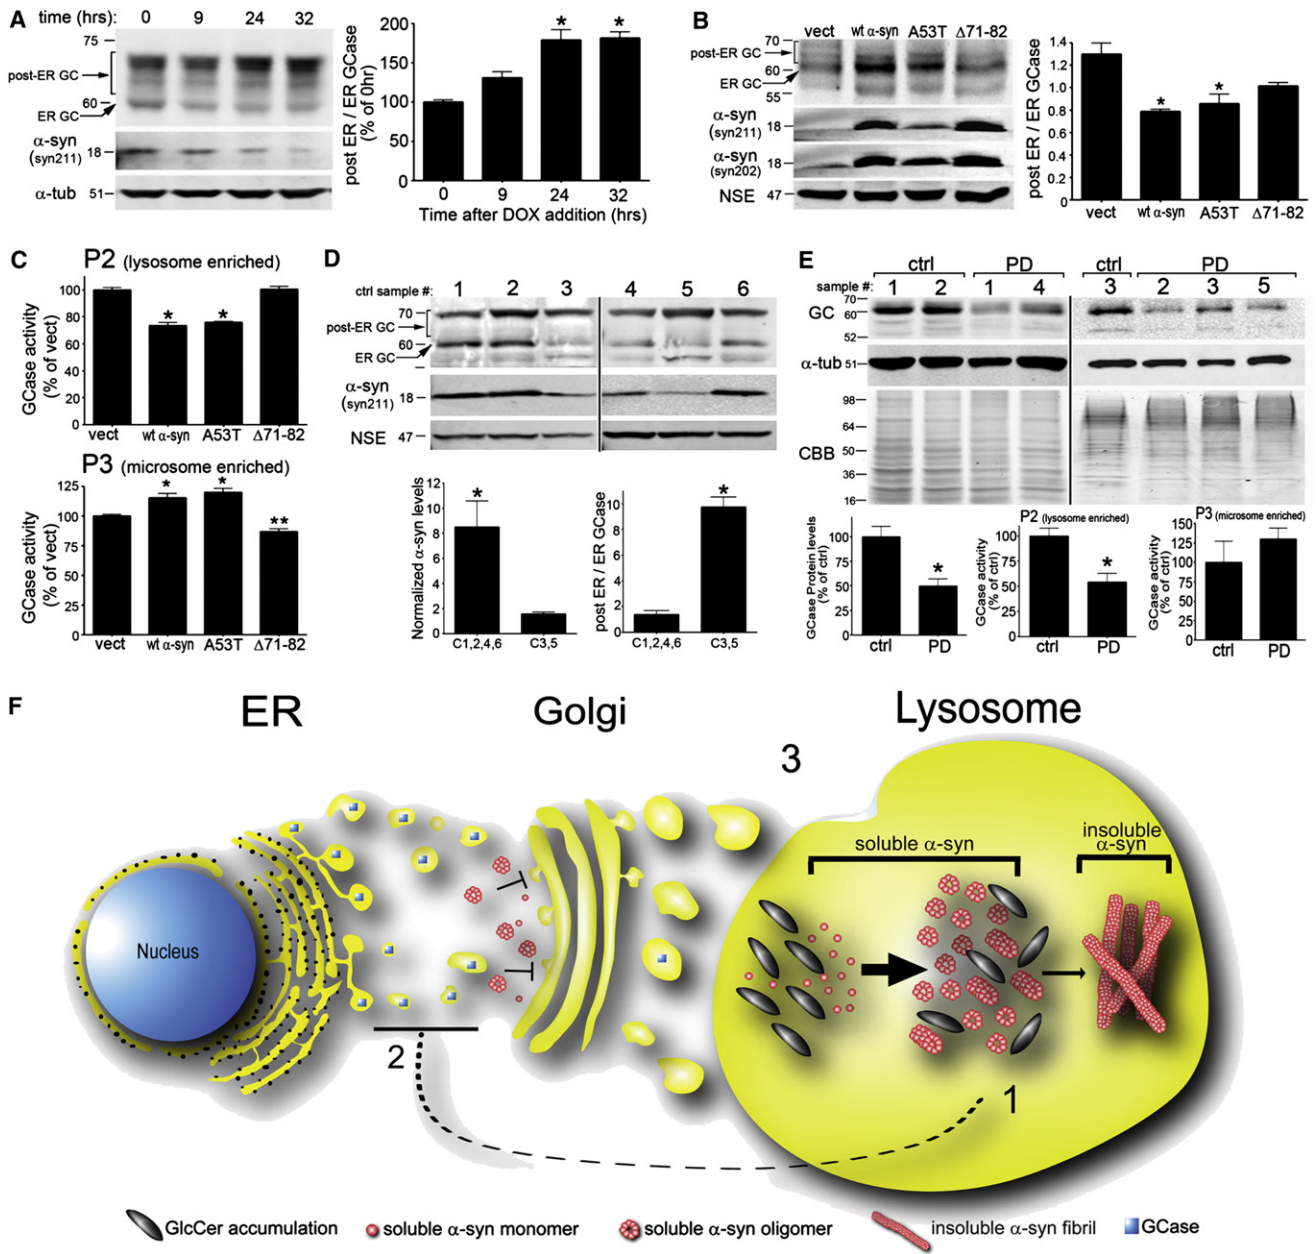 A
time (hrs): 0 9 24 32
75
post-ER GC
60
ER GC
α-syn
(syn211)
18
α-tub
51
post ER / ER GCase
(% of 0hr)
200
150
100
50
0
* *
0 9 24 32
Time after DOX addition (hrs)
B
vect wt α-syn A53T Δ71-82
70
post-ER GC
60
ER GC
55
α-syn
(syn211)
18
α-syn
(syn202)
18
NSE
47
post ER / ER GCase
1.4
1.2
1.0
0.8
0.6
0.4
0.2
0
* *
vect wt α-syn A53T Δ71-82
C
P2 (lysosome enriched)
GCase activity
(% of vect)
100
80
60
40
20
0
* *
vect wt α-syn A53T Δ71-82
P3 (microsome enriched)
GCase activity
(% of vect)
125
100
75
50
25
0
* * **
vect wt α-syn A53T Δ71-82
D
ctrl sample #: 1 2 3 4 5 6
70
post-ER GC
60
ER GC
α-syn
(syn211)
18
NSE
47
Normalized α-syn levels
12
10
8
6
4
2
0
*
C1,2,4,6 C3,5
post ER / ER GCase
12
10
8
6
4
2
0
*
C1,2,4,6 C3,5
E
ctrl PD ctrl PD
sample #: 1 2 1 4 3 2 3 5
70
GC
60
52
α-tub
51
98
64
CBB
50
36
16
GCase Protein levels
(% of ctrl)
150
125
100
75
50
25
0
*
ctrl PD
P2 (lysosome enriched)
GCase activity
(% of ctrl)
125
100
75
50
25
0
*
ctrl PD
P3 (microsome enriched)
GCase activity
(% of ctrl)
150
125
100
75
50
25
0
ctrl PD
F
ER
Golgi
Lysosome
3
soluble α-syn
insoluble
α-syn
Nucleus
2
1
GlcCer accumulation
soluble α-syn monomer
soluble α-syn oligomer
insoluble α-syn fibril
GCase